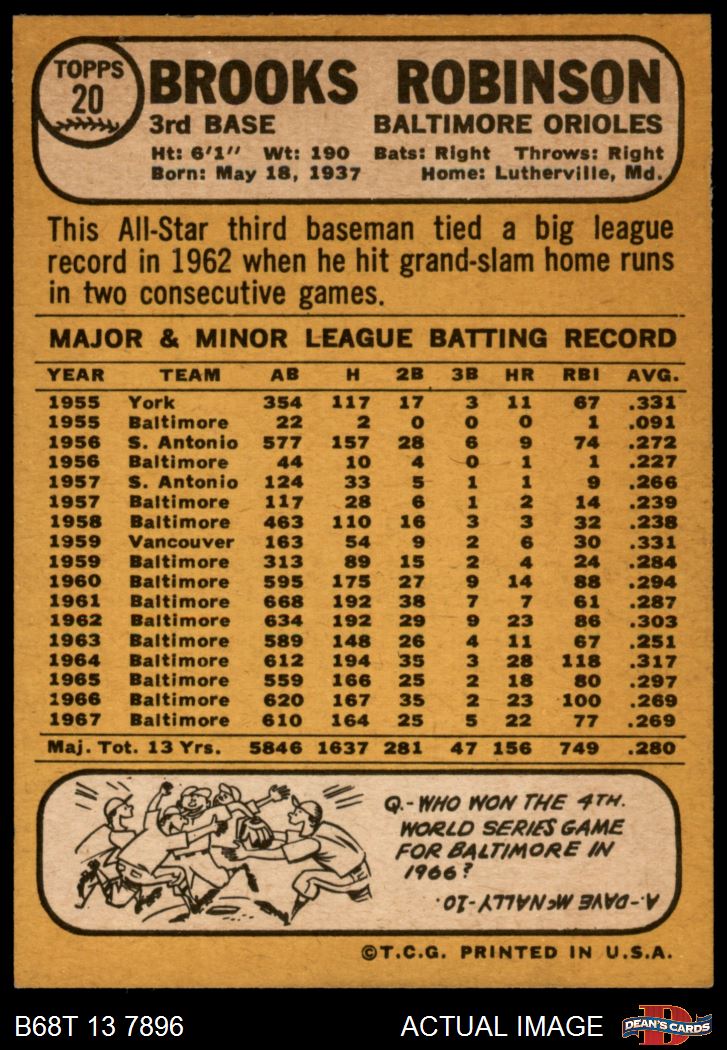 TOPPS
20
BROOKS ROBINSON
3rd BASE BALTIMORE ORIOLES
Ht: 6'1" Wt: 190 Bats: Right Throws: Right
Born: May 18, 1937 Home: Lutherville, Md.
This All-Star third baseman tied a big league
record in 1962 when he hit grand-slam home runs
in two consecutive games.
MAJOR & MINOR LEAGUE BATTING RECORD
YEAR TEAM AB H 2B 3B HR RBI AVG.
1955 York 354 117 17 3 11 67 .331
1955 Baltimore 22 2 0 0 0 1 .091
1956 S. Antonio 577 157 28 6 9 74 .272
1956 Baltimore 44 10 4 0 1 1 .227
1957 S. Antonio 124 33 5 1 1 9 .266
1957 Baltimore 117 28 6 1 2 14 .239
1958 Baltimore 463 110 16 3 3 32 .238
1959 Vancouver 163 54 9 2 6 30 .331
1959 Baltimore 313 89 15 2 4 24 .284
1960 Baltimore 595 175 27 9 14 88 .294
1961 Baltimore 668 192 38 7 7 61 .287
1962 Baltimore 634 192 29 9 23 86 .303
1963 Baltimore 589 148 26 4 11 67 .251
1964 Baltimore 612 194 35 3 28 118 .317
1965 Baltimore 559 166 25 2 18 80 .297
1966 Baltimore 620 167 35 2 23 100 .269
1967 Baltimore 610 164 25 5 22 77 .269
Maj. Tot. 13 Yrs. 5846 1637 281 47 156 749 .280
Q.-WHO WON THE 4TH.
WORLD SERIES GAME
FOR BALTIMORE IN
1966?
A.-DAVE McNALLY-10.
©T.C.G. PRINTED IN U.S.A.
B68T 13 7896 ACTUAL IMAGE
D
DEAN'S CARDS